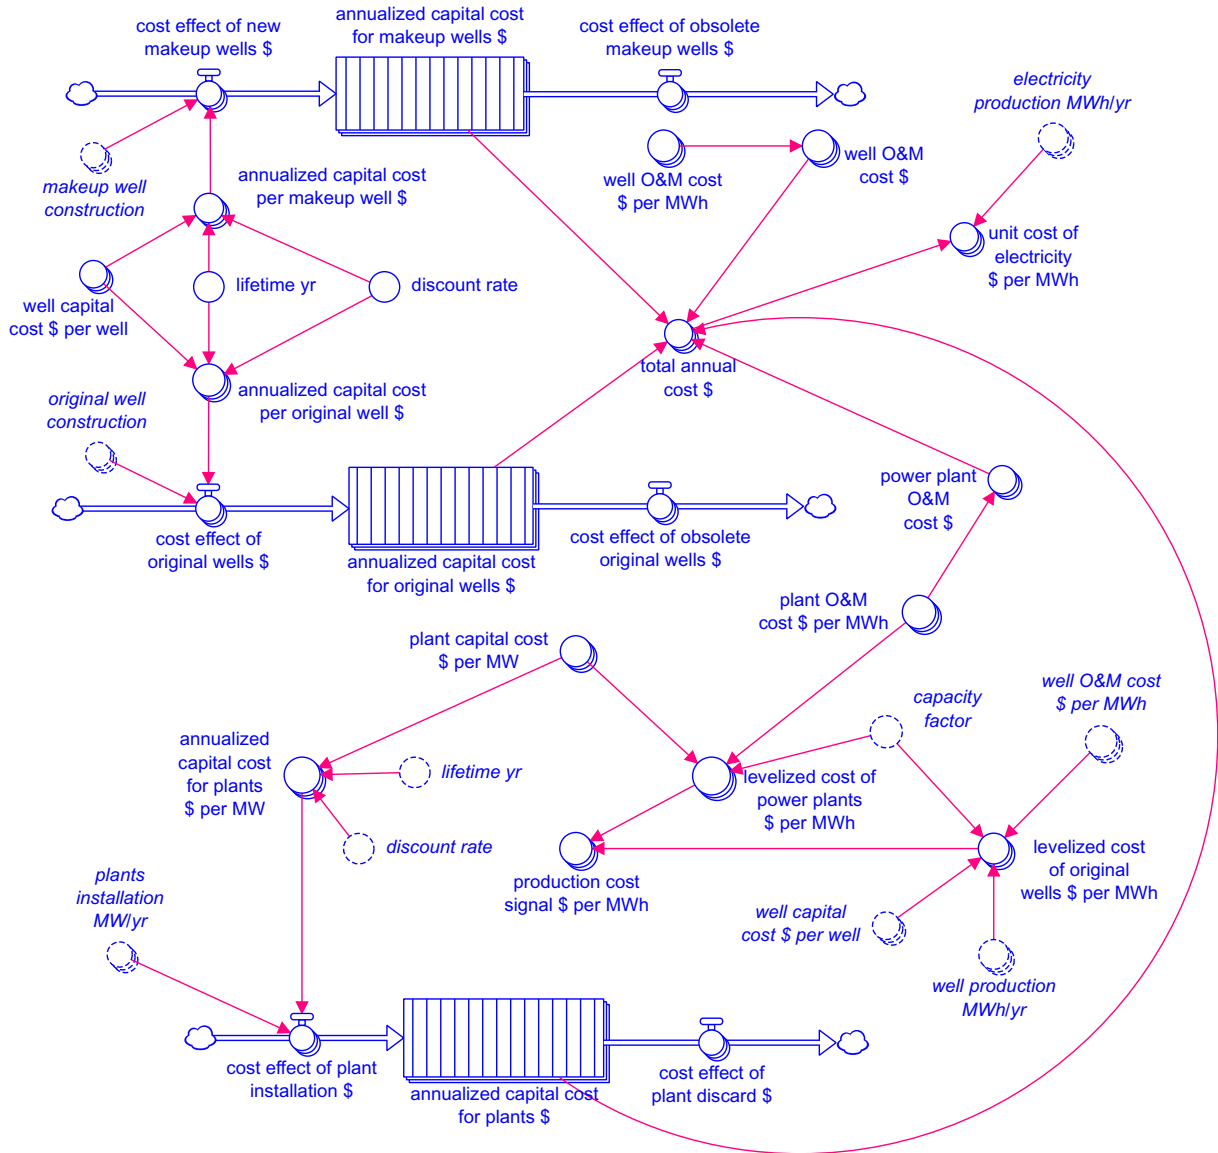 cost effect of new
makeup wells $
annualized capital cost
for makeup wells $
cost effect of obsolete
makeup wells $
electricity
production MWh/yr
makeup well
construction
annualized capital cost
per makeup well $
well O&M cost
$ per MWh
well O&M
cost $
unit cost of
electricity
$ per MWh
well capital
cost $ per well
lifetime yr
discount rate
total annual
cost $
original well
construction
annualized capital cost
per original well $
power plant
O&M
cost $
cost effect of
original wells $
annualized capital cost
for original wells $
cost effect of obsolete
original wells $
plant O&M
cost $ per MWh
plant capital cost
$ per MW
capacity
factor
well O&M cost
$ per MWh
annualized
capital cost
for plants
$ per MW
lifetime yr
levelized cost of
power plants
$ per MWh
discount rate
production cost
signal $ per MWh
levelized cost
of original
wells $ per MWh
plants
installation
MW/yr
well capital
cost $ per well
well production
MWh/yr
cost effect of plant
installation $
annualized capital cost
for plants $
cost effect of
plant discard $